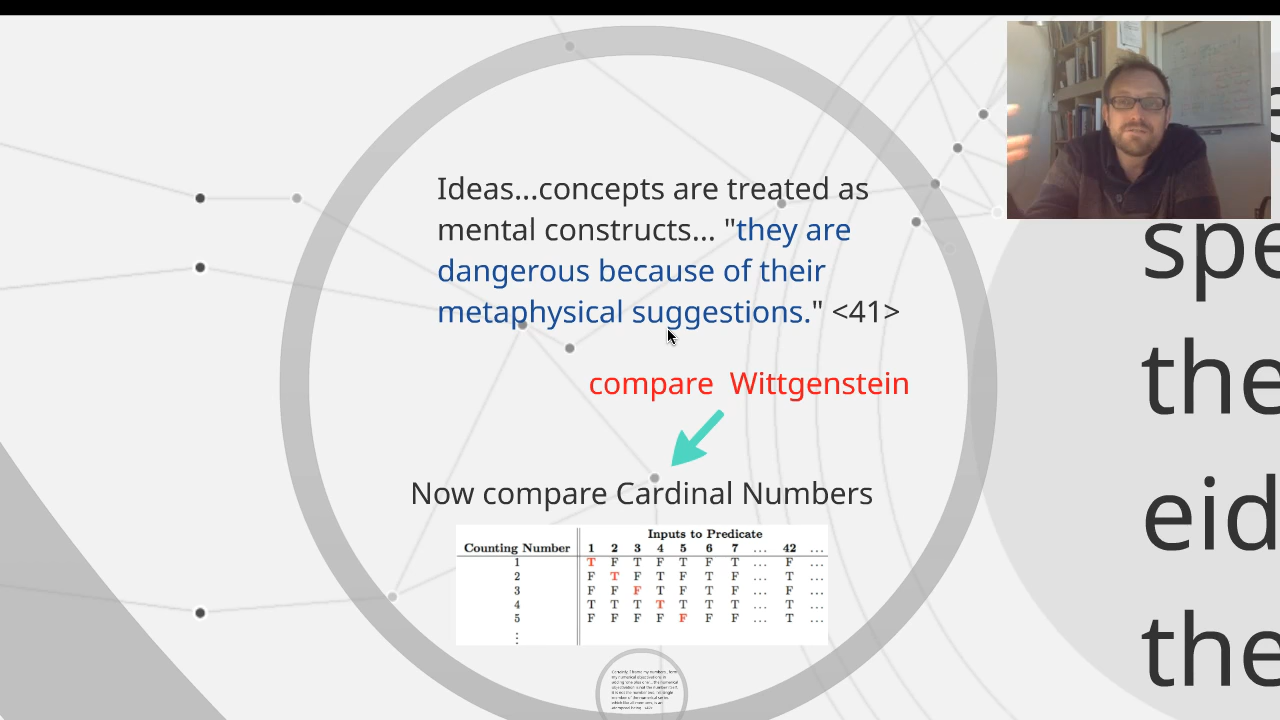 Ideas...concepts are treated as
mental constructs... "they are
dangerous because of their
metaphysical suggestions." <41>
compare Wittgenstein
Now compare Cardinal Numbers
Inputs to Predicate
Counting Number 1 2 3 4 5 6 7 ... 42 ...
1 T F T F T F T ... F ...
2 F T F T F T F ... T ...
3 F F F T F T F ... F ...
4 T T T T T T T ... T ...
5 F F F F F F F ... T ...
⋮
spe
the
eid
the